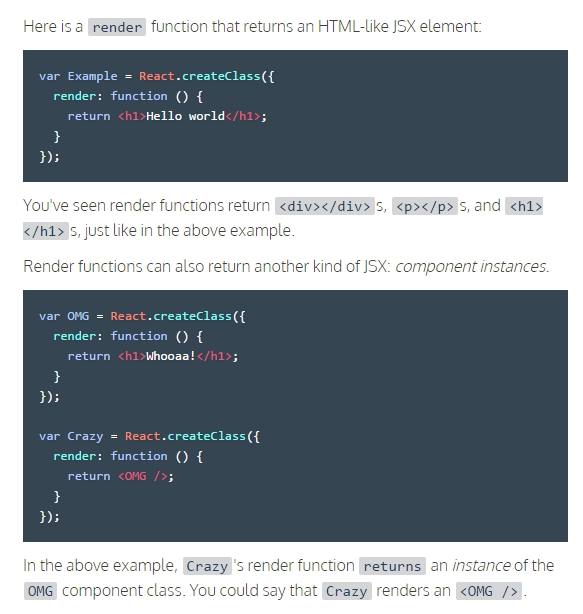 Here is a render function that returns an HTML-like JSX element:
var Example = React.createClass({
  render: function () {
    return <h1>Hello world</h1>;
  }
});
You've seen render functions return <div></div> s, <p></p> s, and <h1>
</h1> s, just like in the above example.
Render functions can also return another kind of JSX: component instances.
var OMG = React.createClass({
  render: function () {
    return <h1>Whooaa!</h1>;
  }
});
var Crazy = React.createClass({
  render: function () {
    return <OMG />;
  }
});
In the above example, Crazy 's render function returns an instance of the
OMG component class. You could say that Crazy renders an <OMG /> .